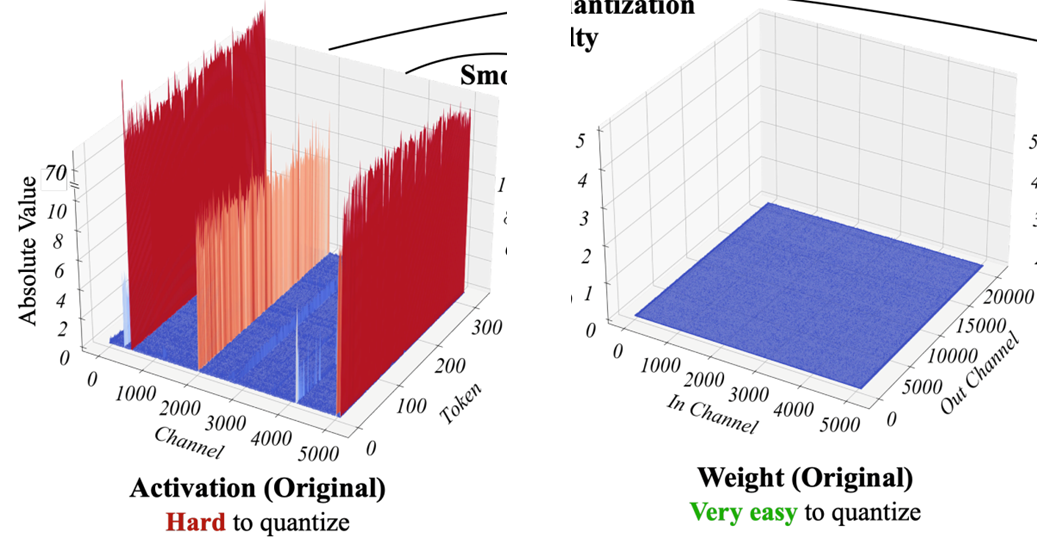 Smo
70
10
8
6
4
2
0
Absolute Value
0
1000
2000
3000
4000
5000
Channel
0
100
200
300
Token
Activation (Original)
Hard to quantize
antization
lty
5
4
3
2
1
0
0
1000
2000
3000
4000
5000
In Channel
0
5000
10000
15000
20000
Out Channel
Weight (Original)
Very easy to quantize